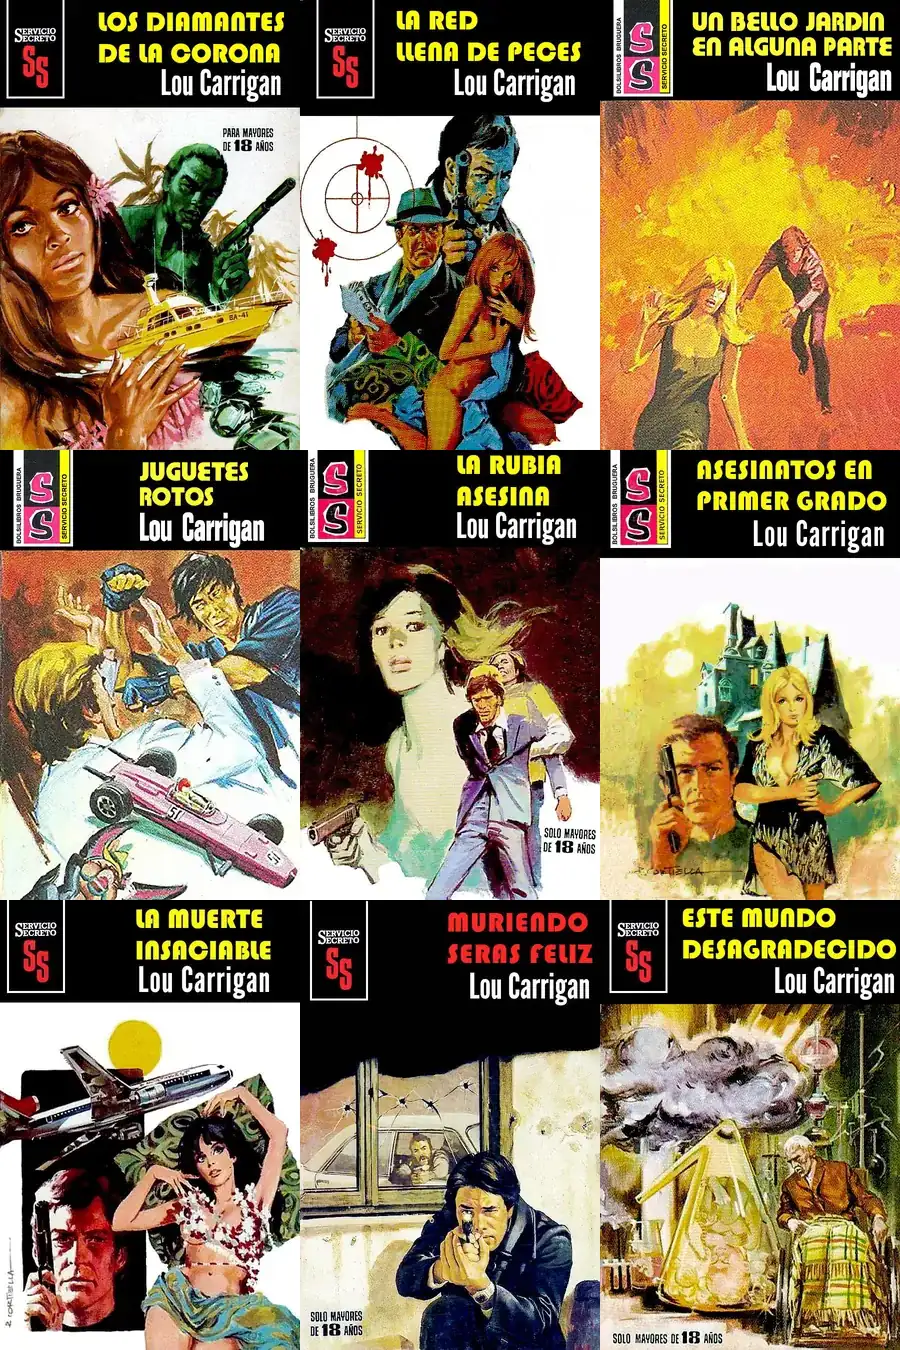 SERVICIO
SECRETO
SS
LOS DIAMANTES
DE LA CORONA
Lou Carrigan
PARA MAYORES
DE 18 AÑOS
BA-41
SERVICIO
SECRETO
SS
LA RED
LLENA DE PECES
Lou Carrigan
BOLSILIBROS BRUGUERA
SS
SERVICIO SECRETO
UN BELLO JARDIN
EN ALGUNA PARTE
Lou Carrigan
BOLSILIBROS BRUGUERA
SS
SERVICIO SECRETO
JUGUETES
ROTOS
Lou Carrigan
51
BOLSILIBROS BRUGUERA
SS
SERVICIO SECRETO
LA RUBIA
ASESINA
Lou Carrigan
SOLO MAYORES
DE 18 AÑOS
BOLSILIBROS BRUGUERA
SS
SERVICIO SECRETO
ASESINATOS EN
PRIMER GRADO
Lou Carrigan
SERVICIO
SECRETO
SS
LA MUERTE
INSACIABLE
Lou Carrigan
SERVICIO
SECRETO
SS
MURIENDO
SERAS FELIZ
Lou Carrigan
SOLO MAYORES
DE 18 AÑOS
SERVICIO
SECRETO
SS
ESTE MUNDO
DESAGRADECIDO
Lou Carrigan
SOLO MAYORES DE 18 AÑOS